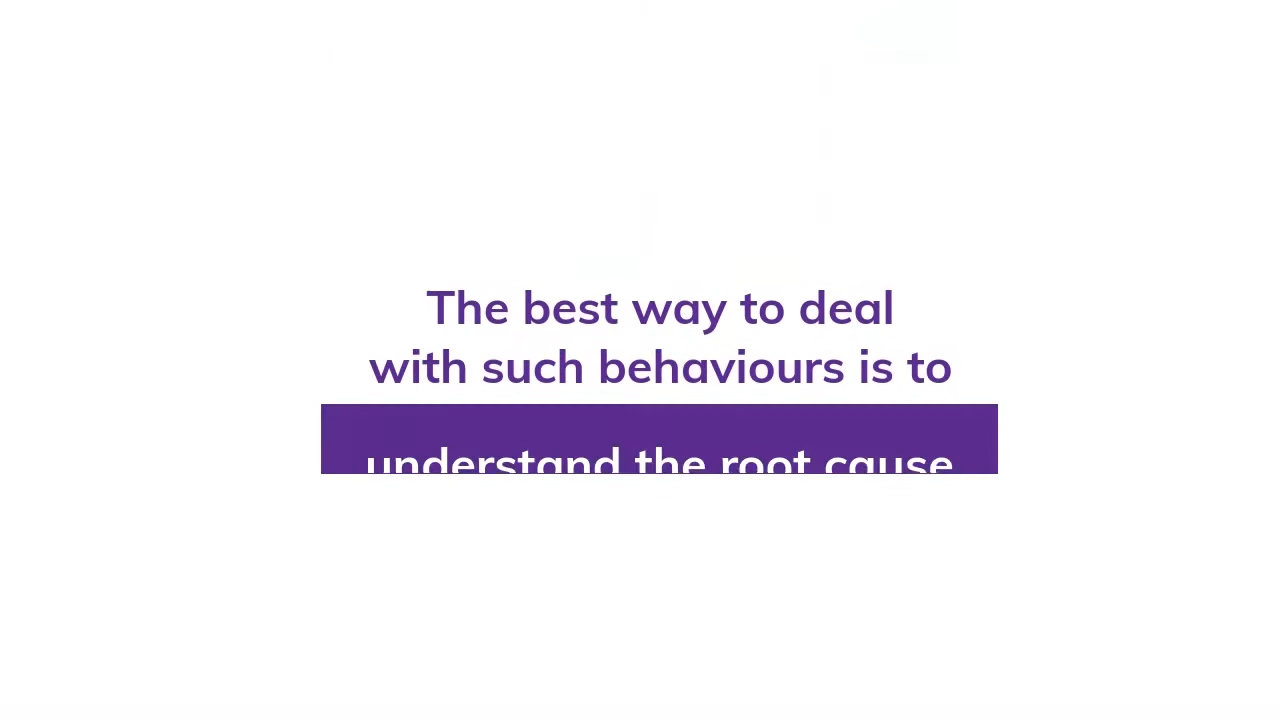 The best way to deal
with such behaviours is to
understand the root cause